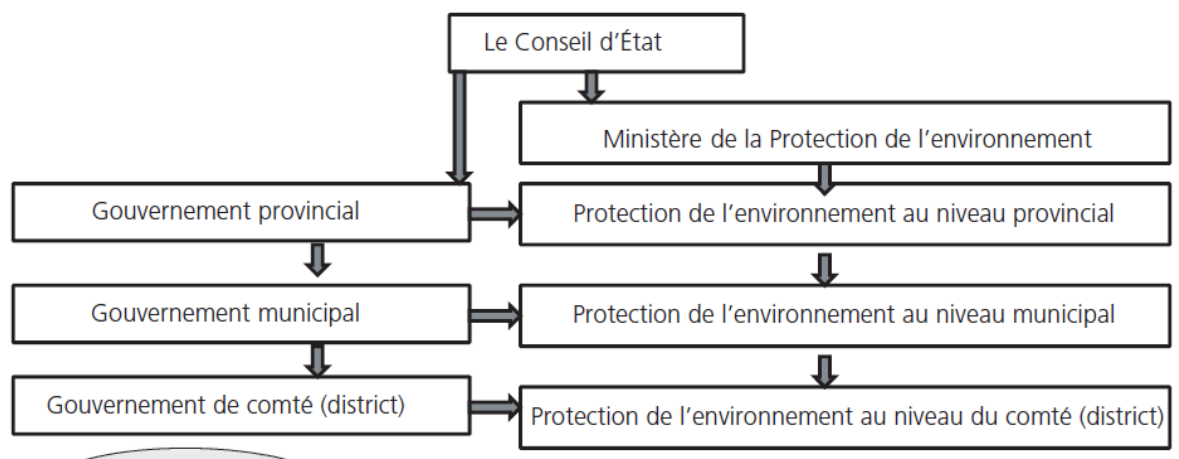 Le Conseil d’État
Ministère de la Protection de l’environnement
Gouvernement provincial
Protection de l’environnement au niveau provincial
Gouvernement municipal
Protection de l’environnement au niveau municipal
Gouvernement de comté (district)
Protection de l’environnement au niveau du comté (district)